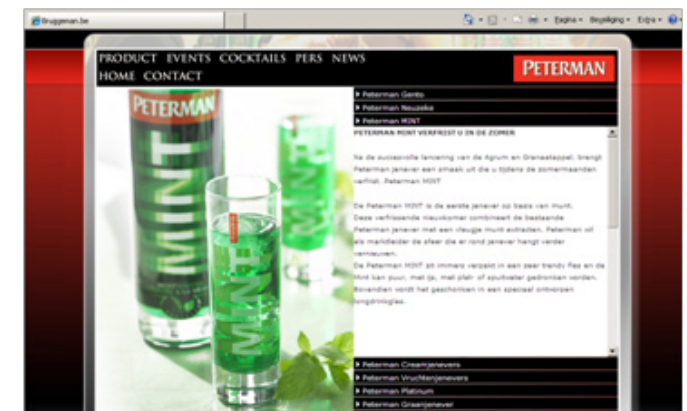 Bruggeman.be
Pagina
Beveiliging
Extra
PRODUCT EVENTS COCKTAILS PERS NEWS
HOME CONTACT
PETERMAN
PETERMAN
MINT
MINT
Peterman Gento
Peterman Neuzeke
Peterman MINT
PETERMAN MINT VERFRIST U IN DE ZOMER
Na de succesvolle lancering van de Agrum en Granaatappel, brengt
Peterman jenever een smaak uit die u tijdens de zomermaanden
verfrist, Peterman MINT
De Peterman MINT is de eerste jenever op basis van munt.
Deze verfrissende nieuwkomer combineert de bestaande
Peterman jenever met een vleugje munt extracten. Peterman wil
als marktleider de sfeer die er rond jenever hangt verder
vernieuwen.
De Peterman MINT zit immers verpakt in een zeer trendy fles en de
Mint kan puur, met ijs, met plat- of spuitwater gedronken worden.
Bovendien wordt het geschonken in een speciaal ontworpen
longdrinkglas.
Peterman Creamjenevers
Peterman Vruchtenjenevers
Peterman Platinum
Peterman Graanjenever